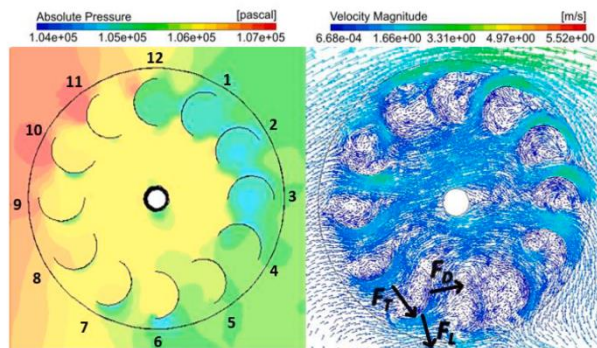 Absolute Pressure [pascal]
1.04e+05 1.05e+05 1.06e+05 1.07e+05
Velocity Magnitude [m/s]
6.68e-04 1.66e+00 3.31e+00 4.97e+00 5.52e+00
12
11
1
10
2
9
3
8
4
7
5
6
F_D
F_T
F_L